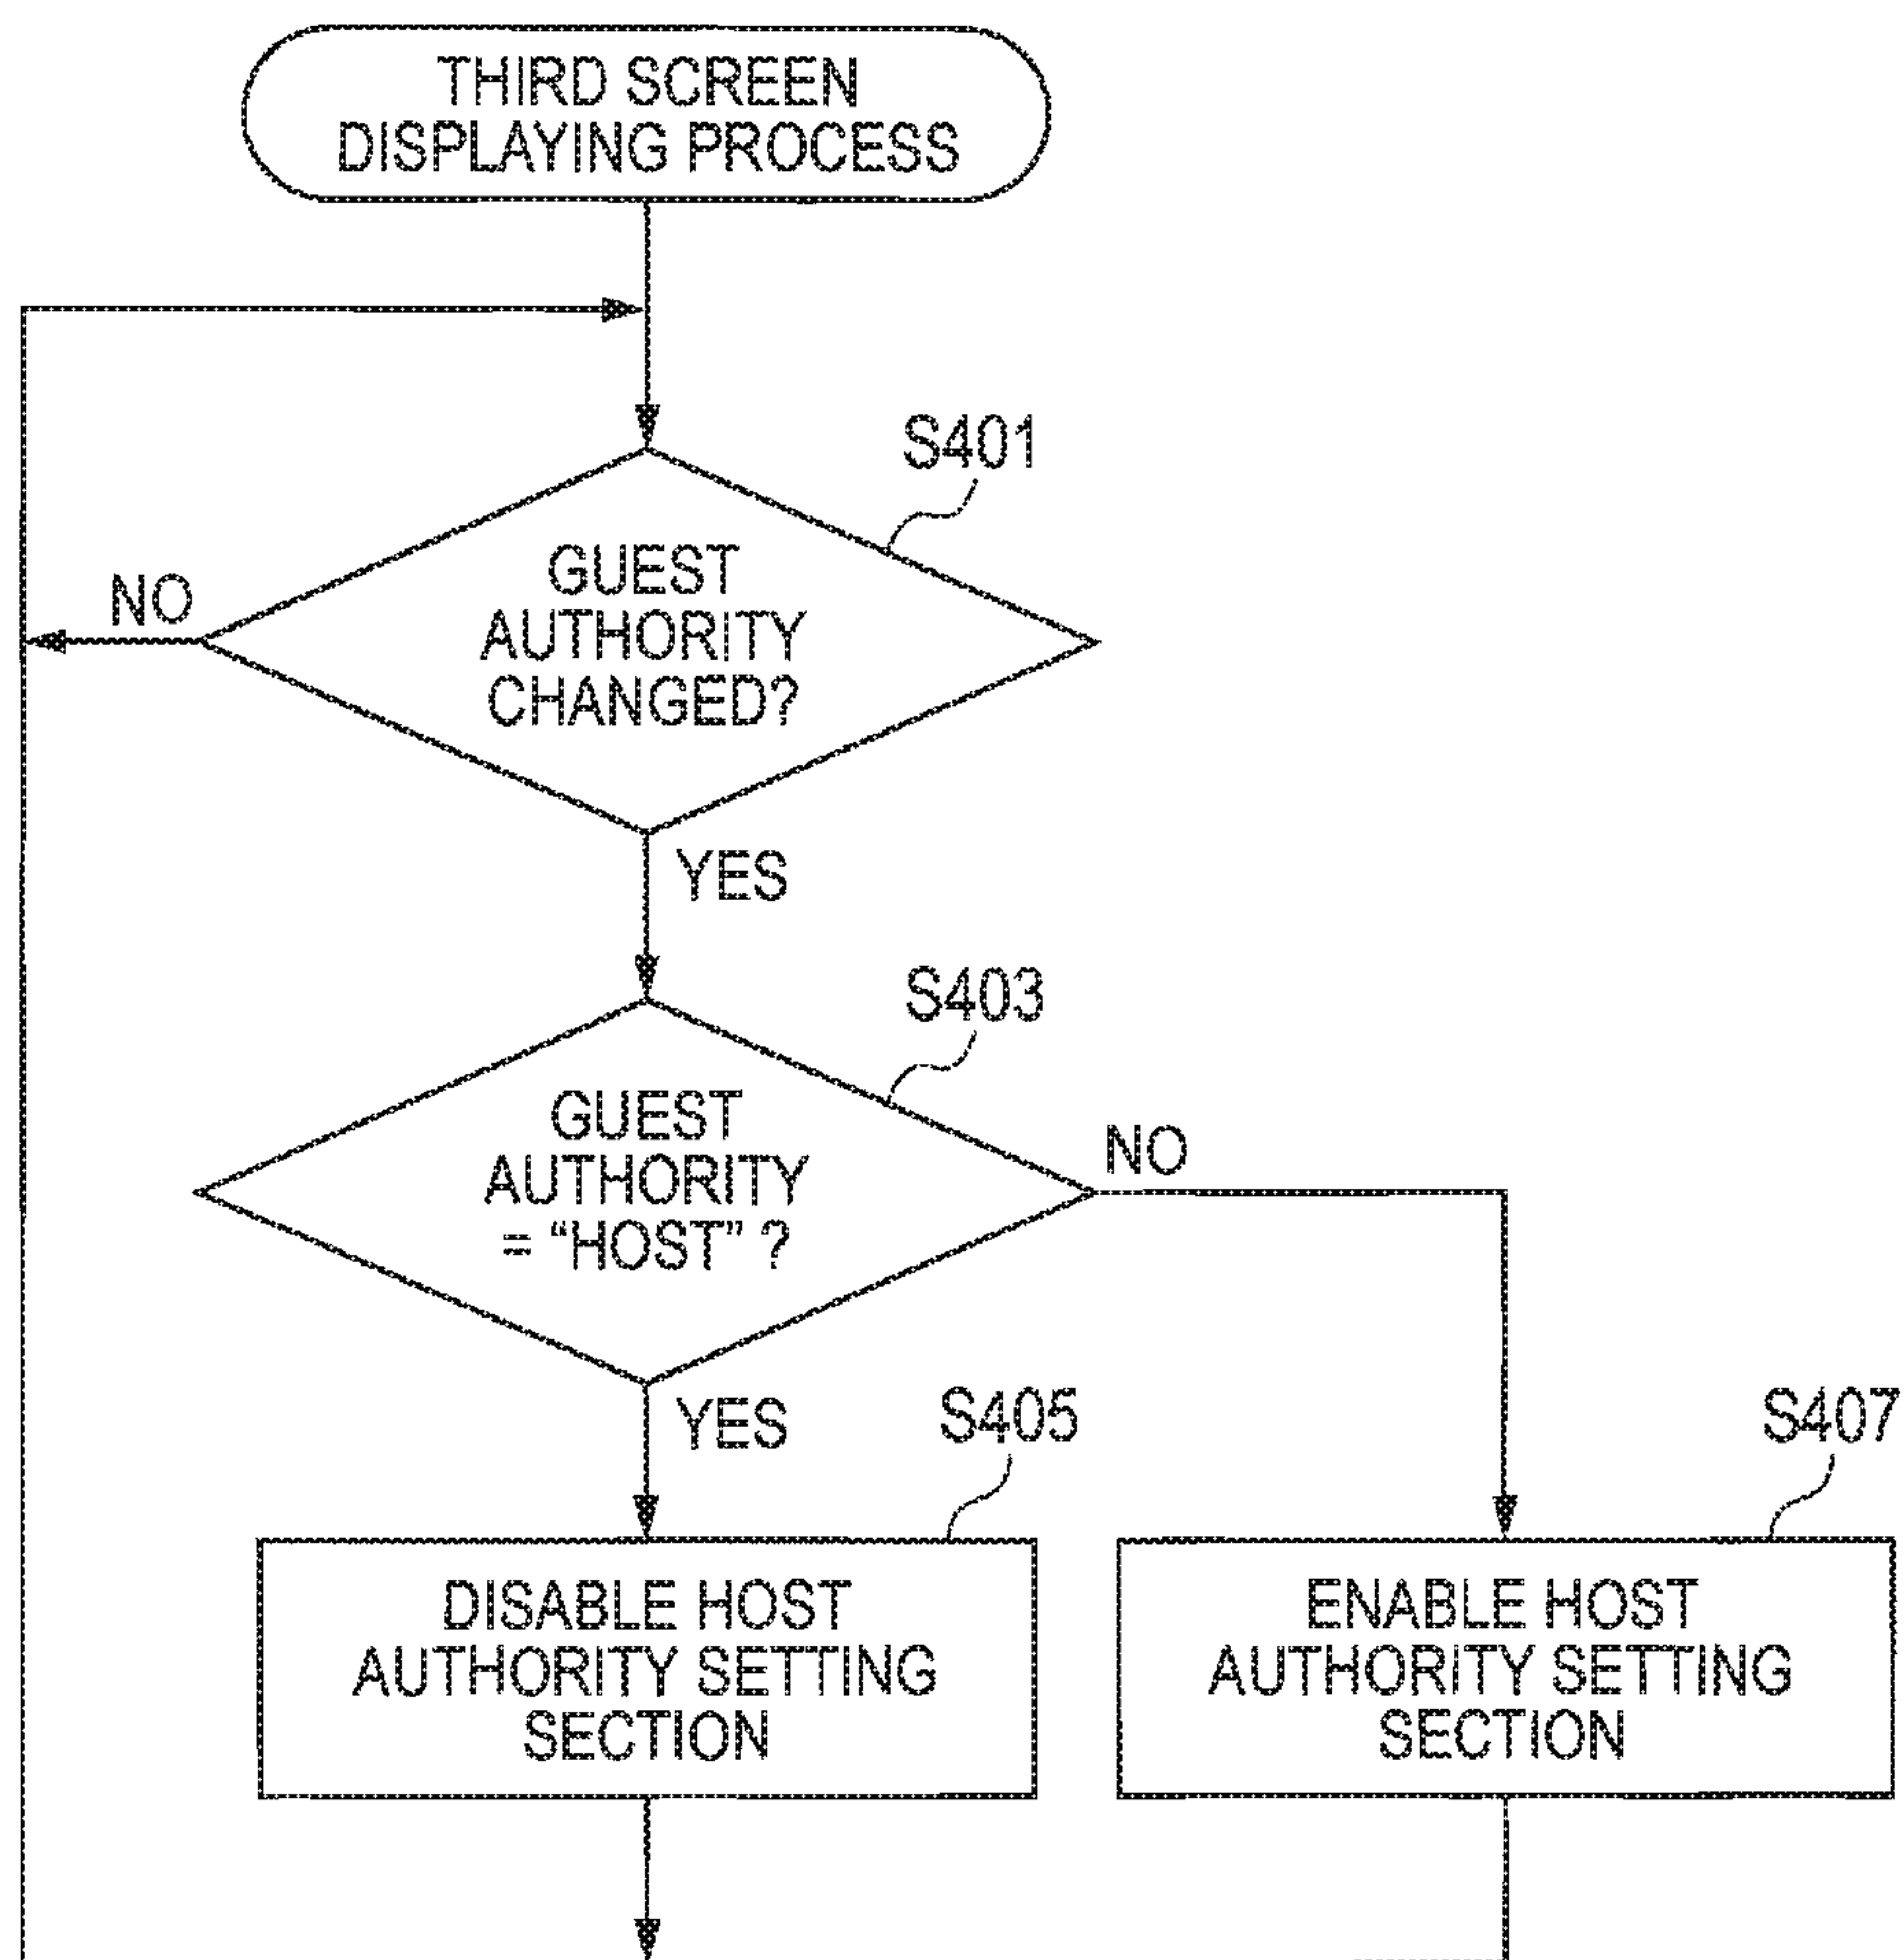 THIRD SCREEN
DISPLAYING PROCESS
S401
GUEST
AUTHORITY
CHANGED?
NO
YES
S403
GUEST
AUTHORITY
= “HOST” ?
NO
YES
S405
S407
DISABLE HOST
AUTHORITY SETTING
SECTION
ENABLE HOST
AUTHORITY SETTING
SECTION